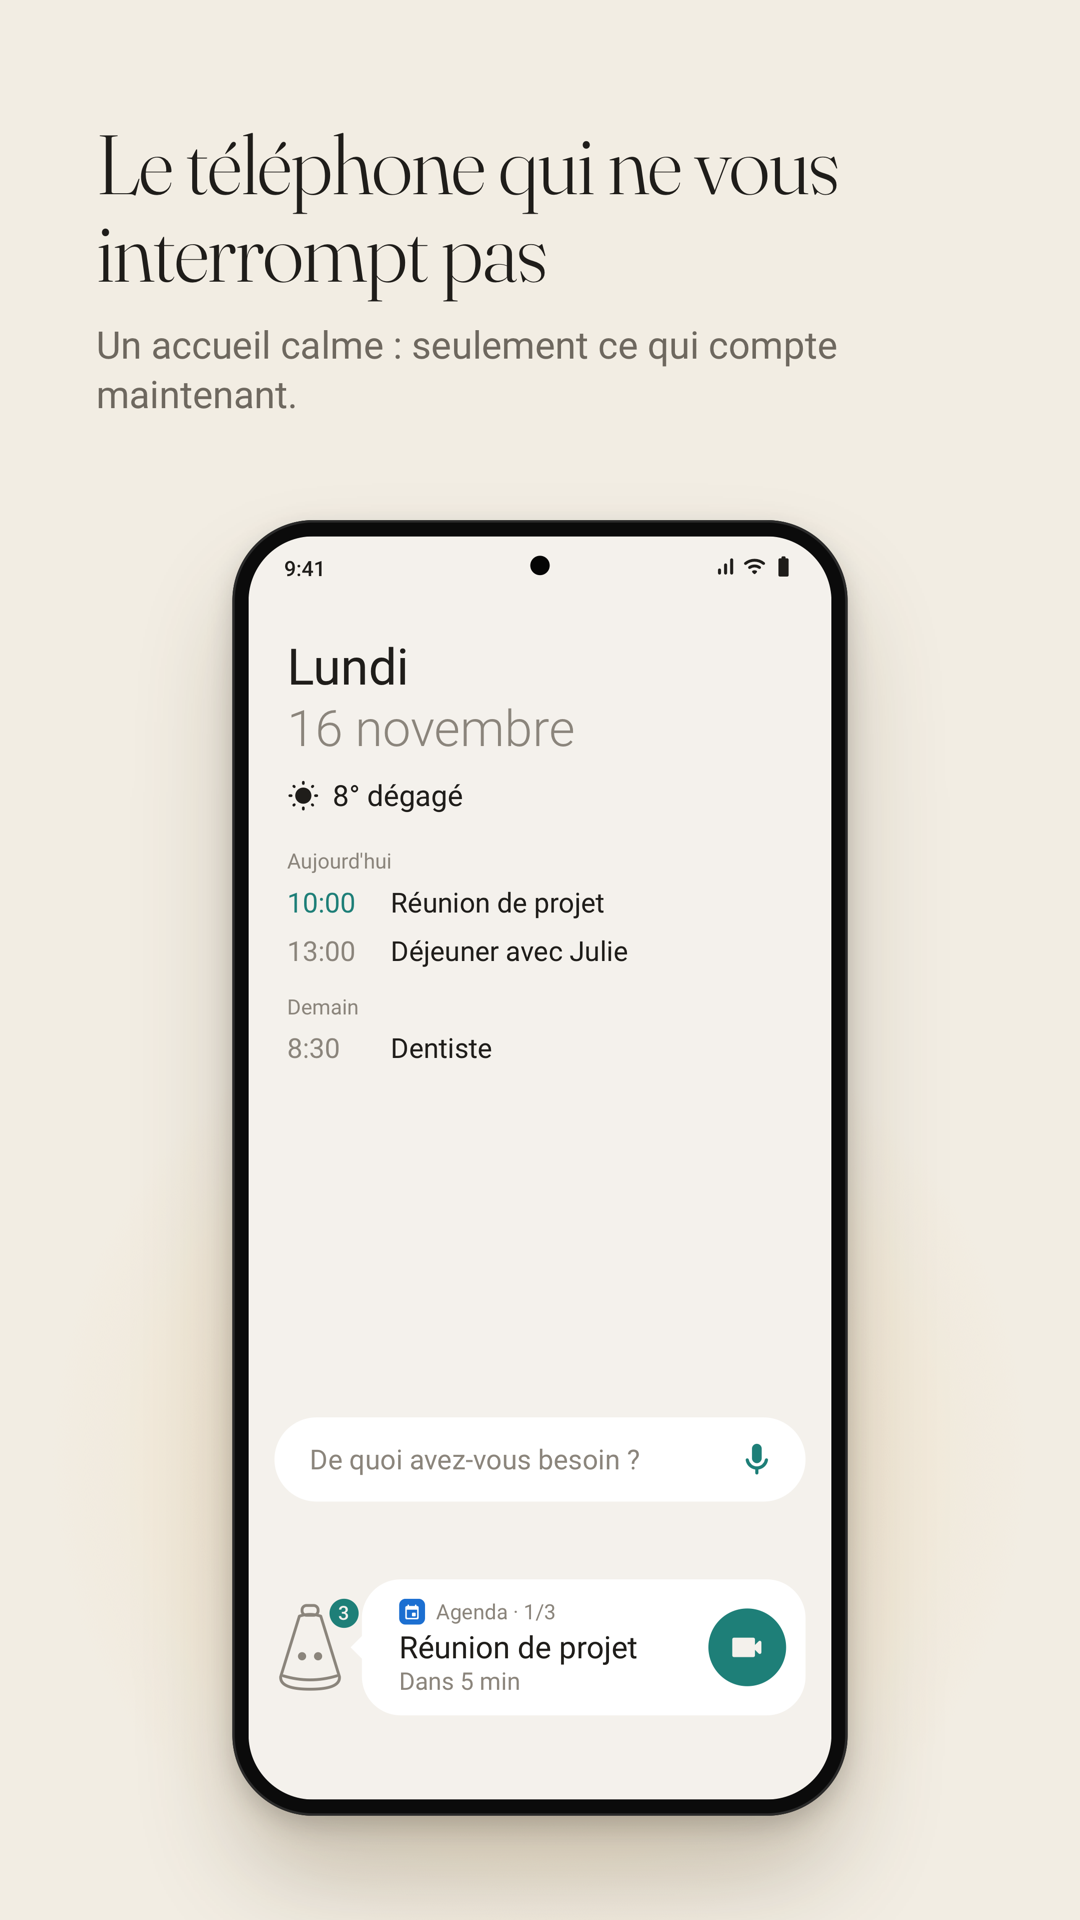 Le téléphone qui ne vous
interrompt pas
Un accueil calme : seulement ce qui compte
maintenant.
9:41
Lundi
16 novembre
8° dégagé
Aujourd'hui
10:00 Réunion de projet
13:00 Déjeuner avec Julie
Demain
8:30 Dentiste
De quoi avez-vous besoin ?
3
Agenda · 1/3
Réunion de projet
Dans 5 min